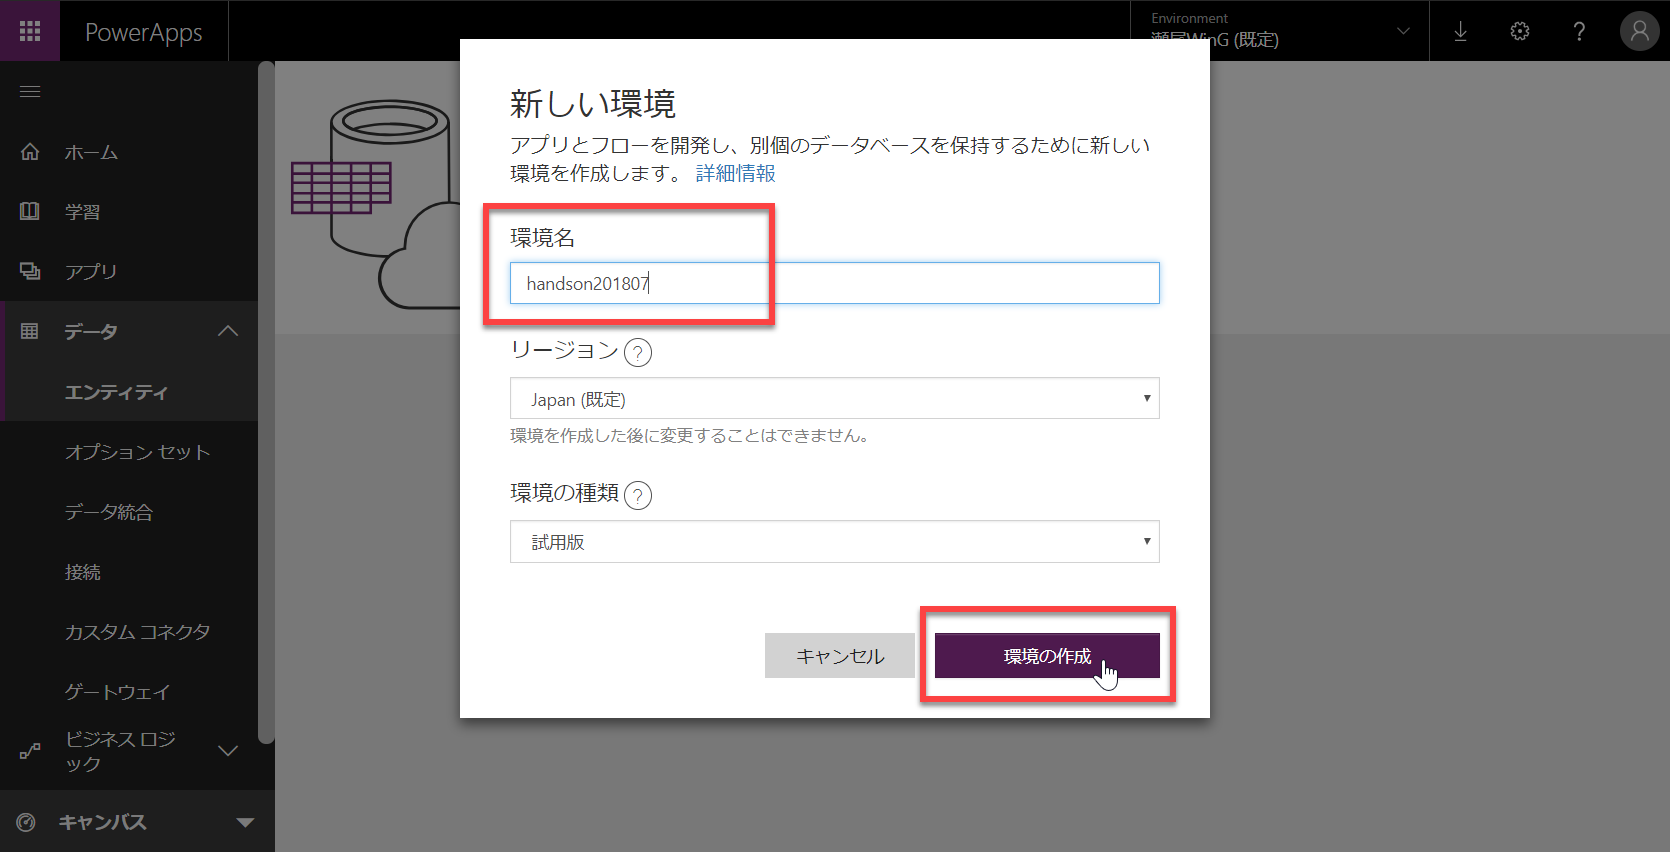 PowerApps
Environment
瀬尾WinG (既定)
?
ホーム
学習
アプリ
データ
エンティティ
オプション セット
データ統合
接続
カスタム コネクタ
ゲートウェイ
ビジネス ロジ
ック
キャンバス
新しい環境
アプリとフローを開発し、別個のデータベースを保持するために新しい
環境を作成します。 詳細情報
環境名
handson201807
リージョン ?
Japan (既定)
環境を作成した後に変更することはできません。
環境の種類 ?
試用版
キャンセル
環境の作成